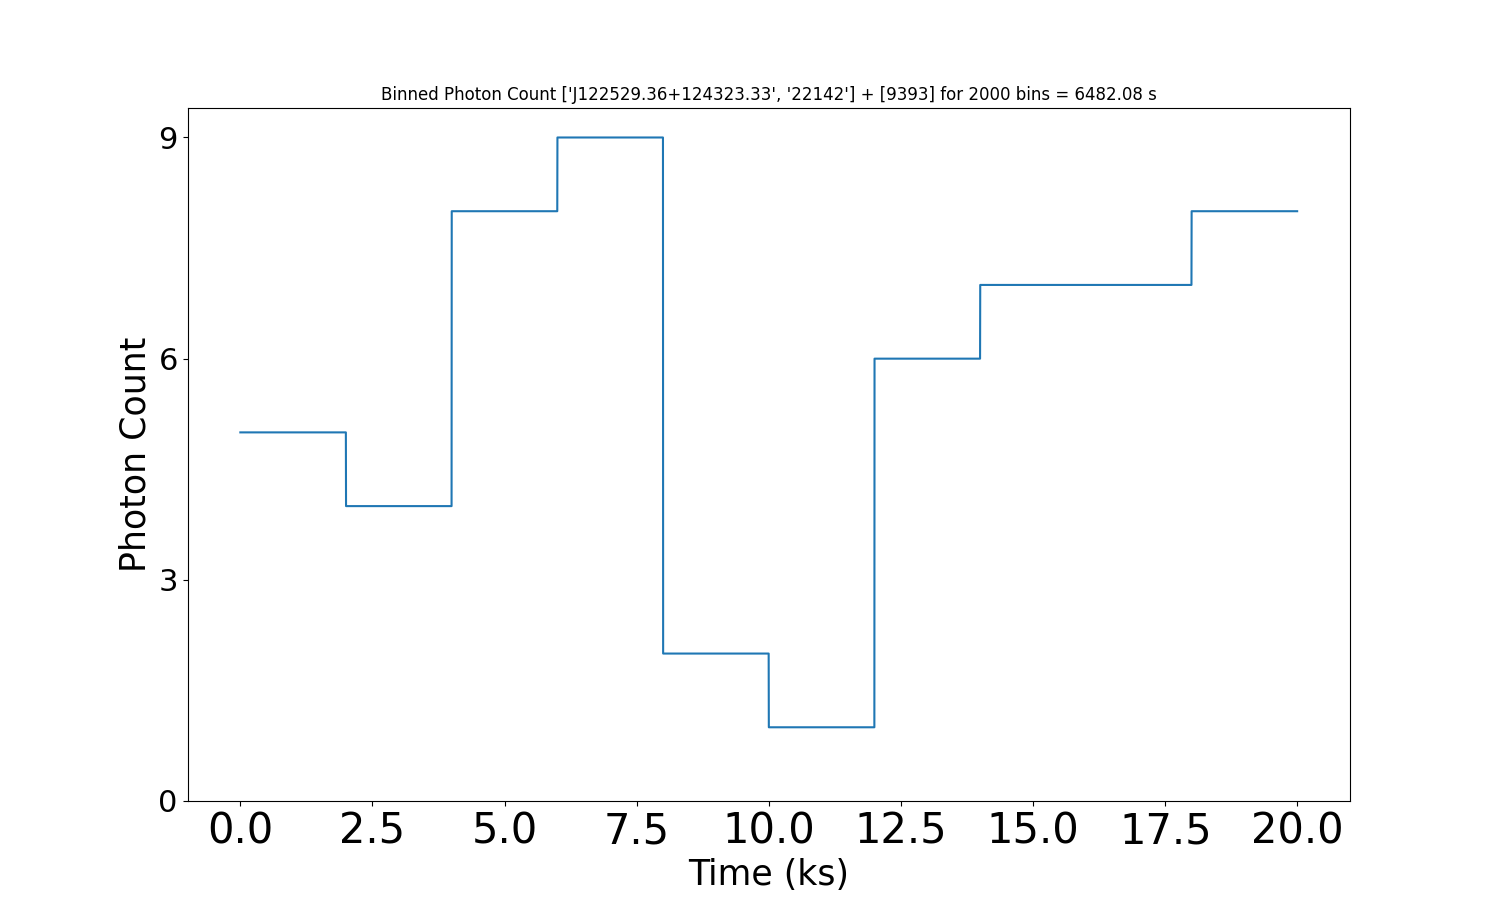 Binned Photon Count ['J122529.36+124323.33', '22142'] + [9393] for 2000 bins = 6482.08 s
9
6
3
0
Photon Count
0.0 2.5 5.0 7.5 10.0 12.5 15.0 17.5 20.0
Time (ks)